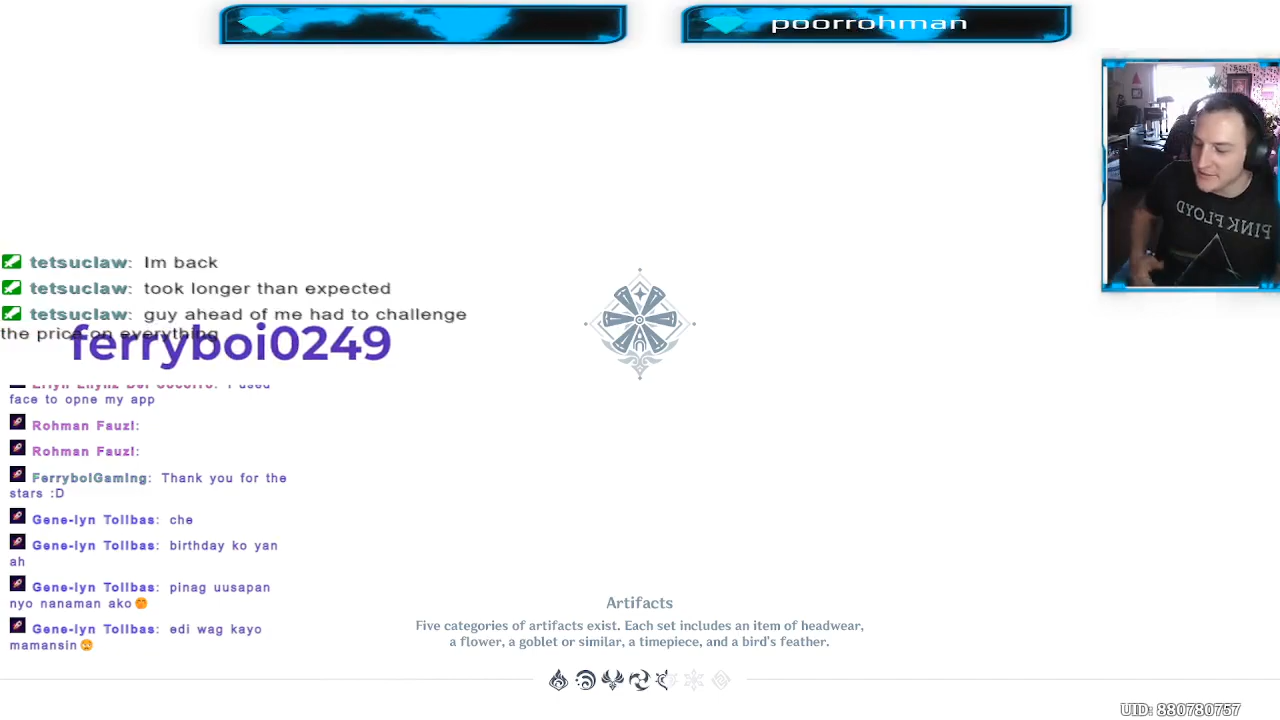 poorrohman
PINK FLOYD
tetsuclaw: Im back
tetsuclaw: took longer than expected
tetsuclaw: guy ahead of me had to challenge
the price on everything
ferryboi0249
face to opne my app
Rohman Fauz!:
Rohman Fauz!:
FerryboiGaming: Thank you for the
stars :D
Gene-lyn Tolibas: che
Gene-lyn Tolibas: birthday ko yan
ah
Gene-lyn Tolibas: pinag uusapan
nyo nanaman ako
Gene-lyn Tolibas: edi wag kayo
mamansin
Artifacts
Five categories of artifacts exist. Each set includes an item of headwear,
a flower, a goblet or similar, a timepiece, and a bird's feather.
UID: 880780757